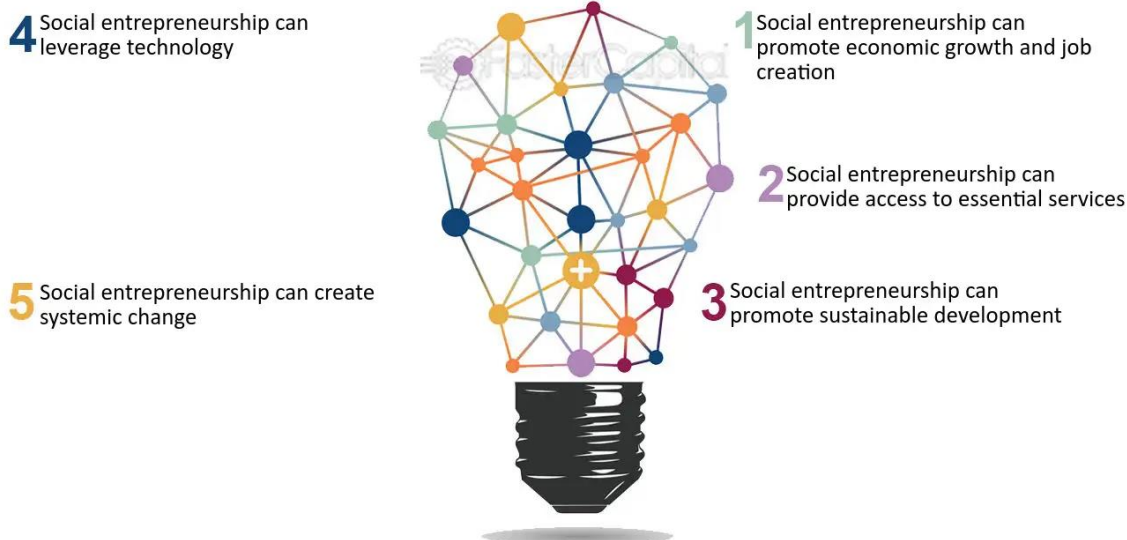 1 Social entrepreneurship can
promote economic growth and job
creation
2 Social entrepreneurship can
provide access to essential services
3 Social entrepreneurship can
promote sustainable development
4 Social entrepreneurship can
leverage technology
5 Social entrepreneurship can create
systemic change
FasterCapital